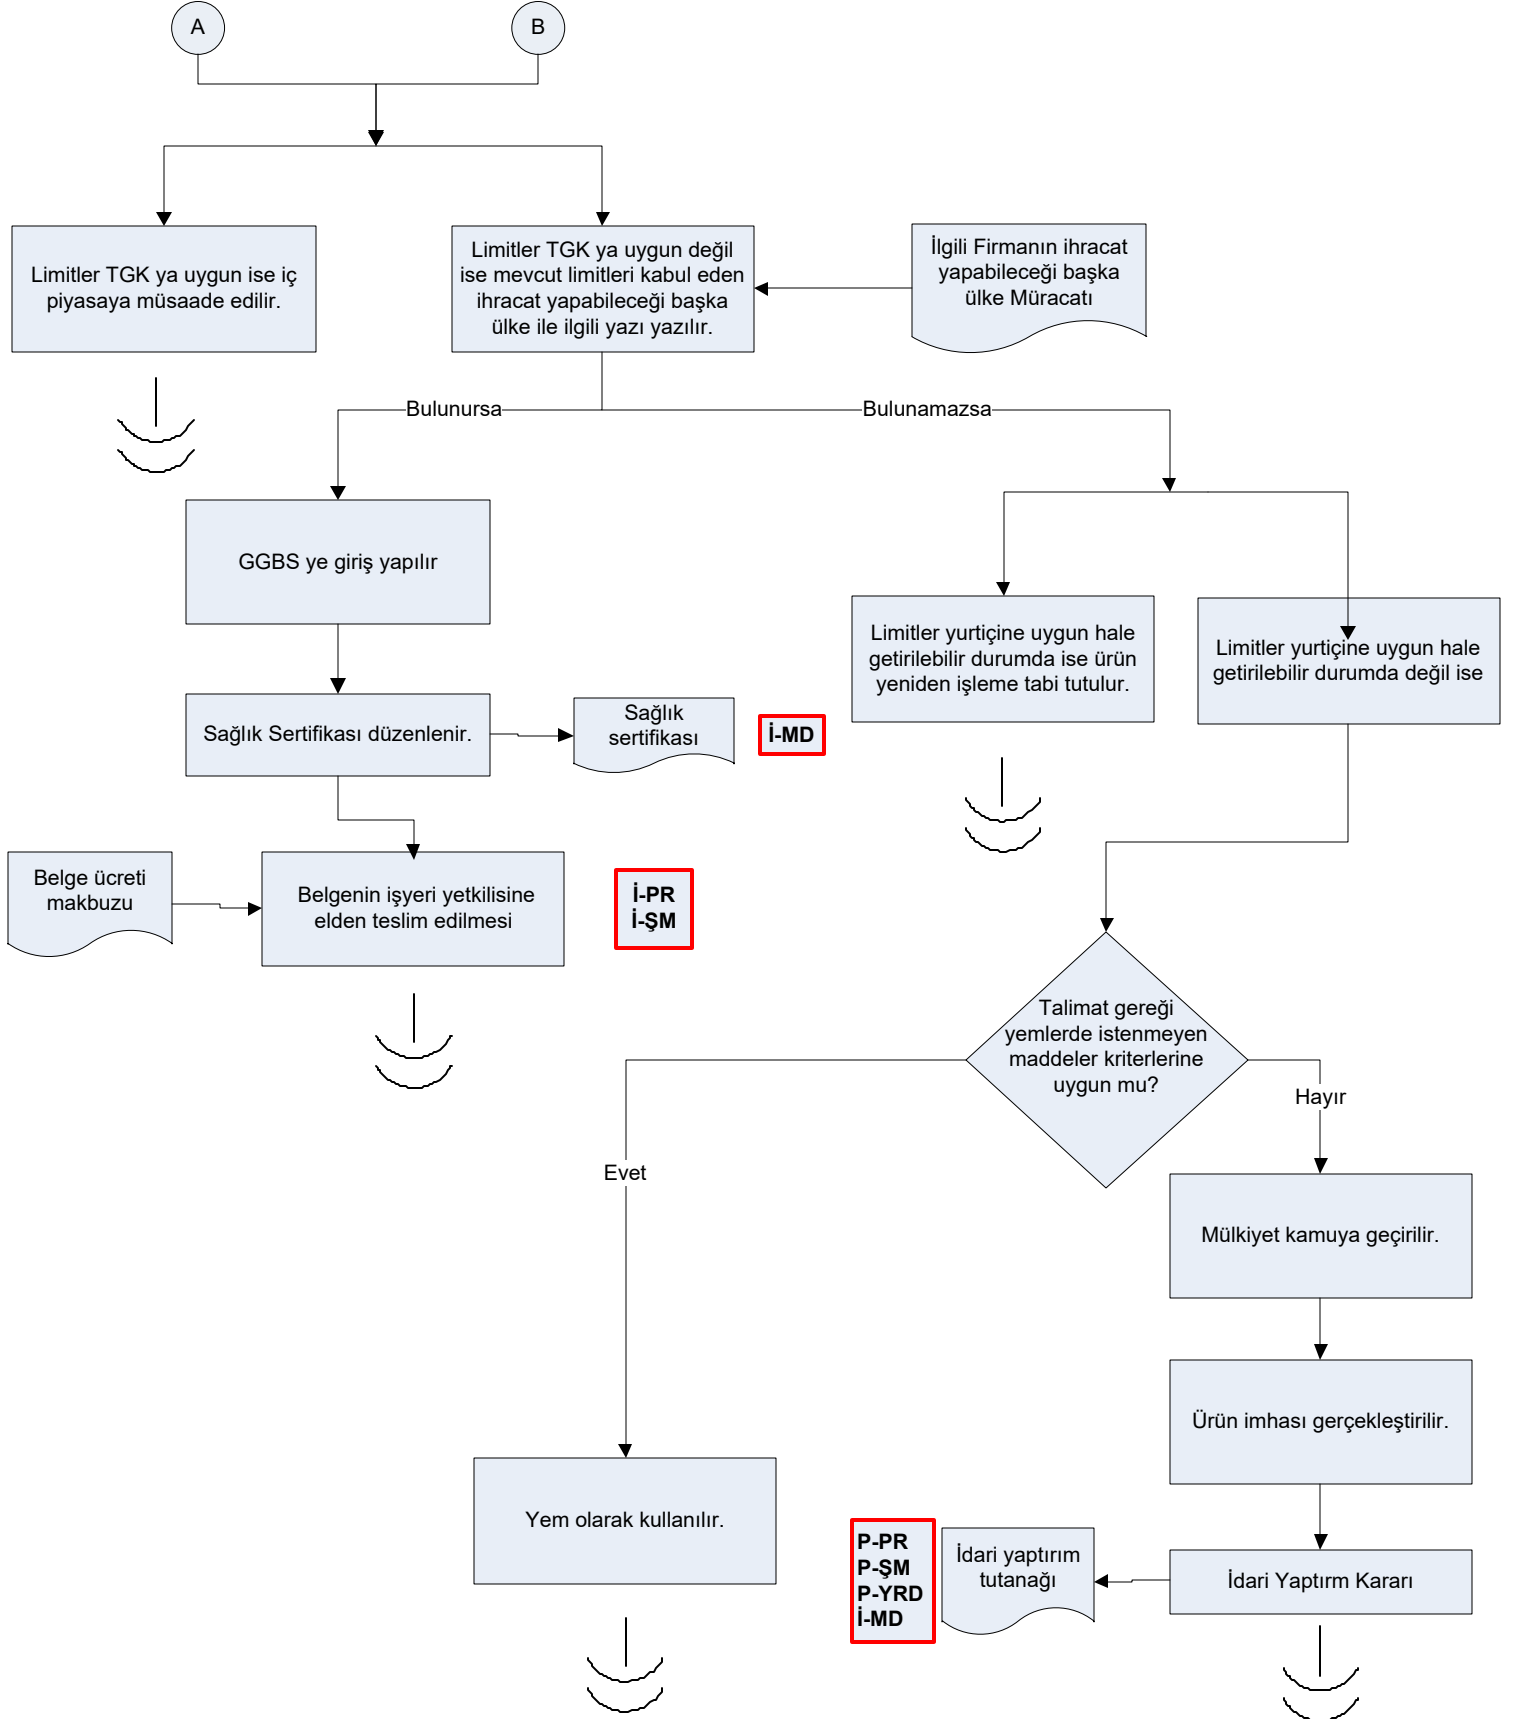 A
B
Limitler TGK ya uygun ise iç
piyasaya müsaade edilir.
Limitler TGK ya uygun değil
ise mevcut limitleri kabul eden
ihracat yapabileceği başka
ülke ile ilgili yazı yazılır.
İlgili Firmanın ihracat
yapabileceği başka
ülke Müracatı
Bulunursa
Bulunamazsa
GGBS ye giriş yapılır
Limitler yurtiçine uygun hale
getirilebilir durumda ise ürün
yeniden işleme tabi tutulur.
Limitler yurtiçine uygun hale
getirilebilir durumda değil ise
Sağlık Sertifikası düzenlenir.
Sağlık
sertifikası
İ-MD
Belge ücreti
makbuzu
Belgenin işyeri yetkilisine
elden teslim edilmesi
İ-PR
İ-ŞM
Talimat gereği
yemlerde istenmeyen
maddeler kriterlerine
uygun mu?
Hayır
Evet
Mülkiyet kamuya geçirilir.
Ürün imhası gerçekleştirilir.
Yem olarak kullanılır.
P-PR
P-ŞM
P-YRD
İ-MD
İdari yaptırım
tutanağı
İdari Yaptırm Kararı